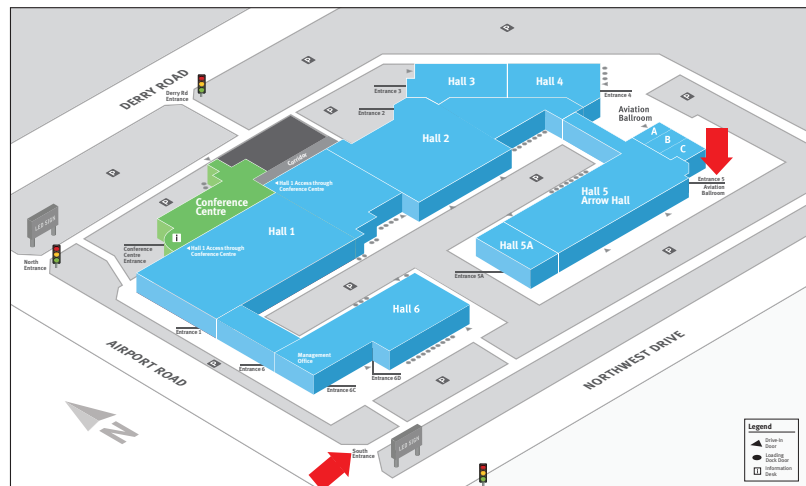 DERRY ROAD
Derry Rd
Entrance
LED SIGN
North
Entrance
Conference
Centre
Entrance
Conference
Centre
i
Corridor
Hall 1 Access through
Conference Centre
Hall 1 Access through
Conference Centre
Hall 1
Hall 2
Hall 3
Hall 4
Entrance 3
Entrance 2
Entrance 4
Aviation
Ballroom
A
B
C
Entrance 5
Aviation
Ballroom
Hall 5
Arrow Hall
Hall 5A
Entrance 5A
Hall 6
Management
Office
Entrance 1
Entrance 6
Entrance 6C
Entrance 6D
AIRPORT ROAD
NORTHWEST DRIVE
N
South
Entrance
LED SIGN
Legend
Drive-In
Door
Loading
Dock Door
i
Information
Desk